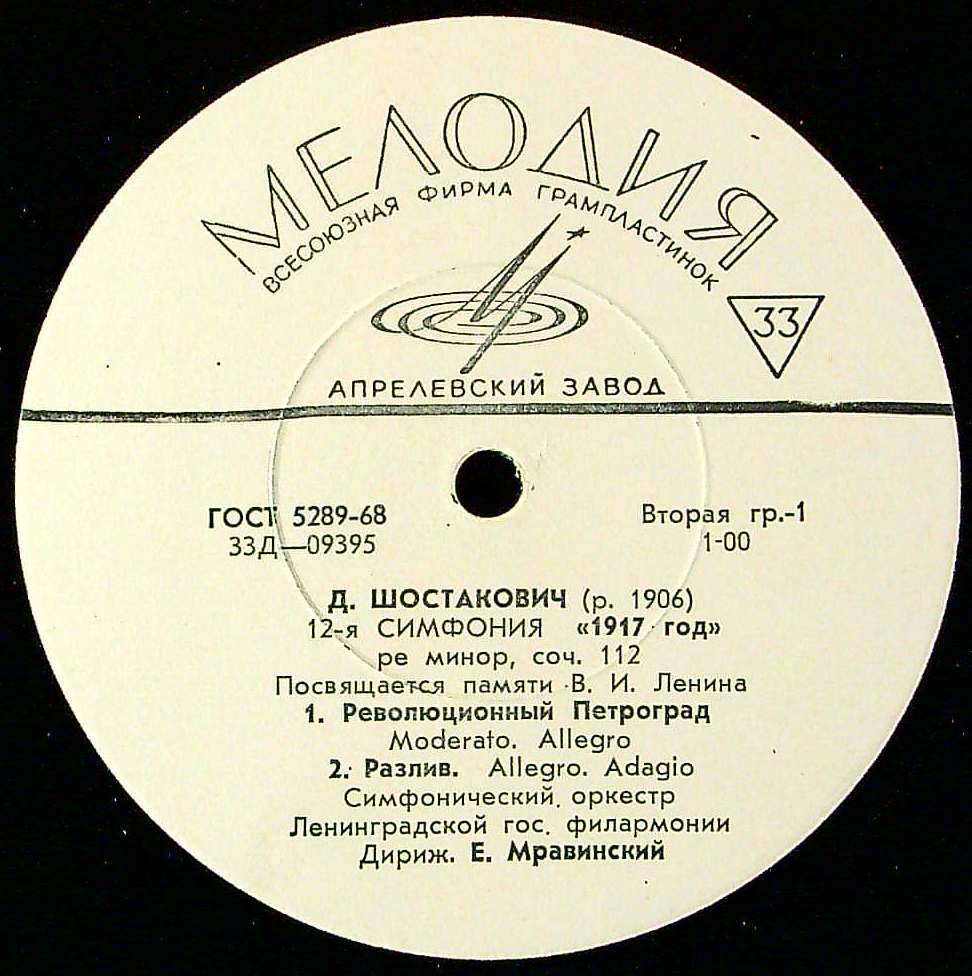 МЕЛОДИЯ
ВСЕСОЮЗНАЯ ФИРМА ГРАМПЛАСТИНОК
33
АПРЕЛЕВСКИЙ ЗАВОД
ГОСТ 5289-68
33Д—09395
Вторая гр.-1
1-00
Д. ШОСТАКОВИЧ (р. 1906)
12-я СИМФОНИЯ «1917 год»
ре минор, соч. 112
Посвящается памяти В. И. Ленина
1. Революционный Петроград
Moderato. Allegro
2. Разлив. Allegro. Adagio
Симфонический оркестр
Ленинградской гос. филармонии
Дириж. Е. Мравинский